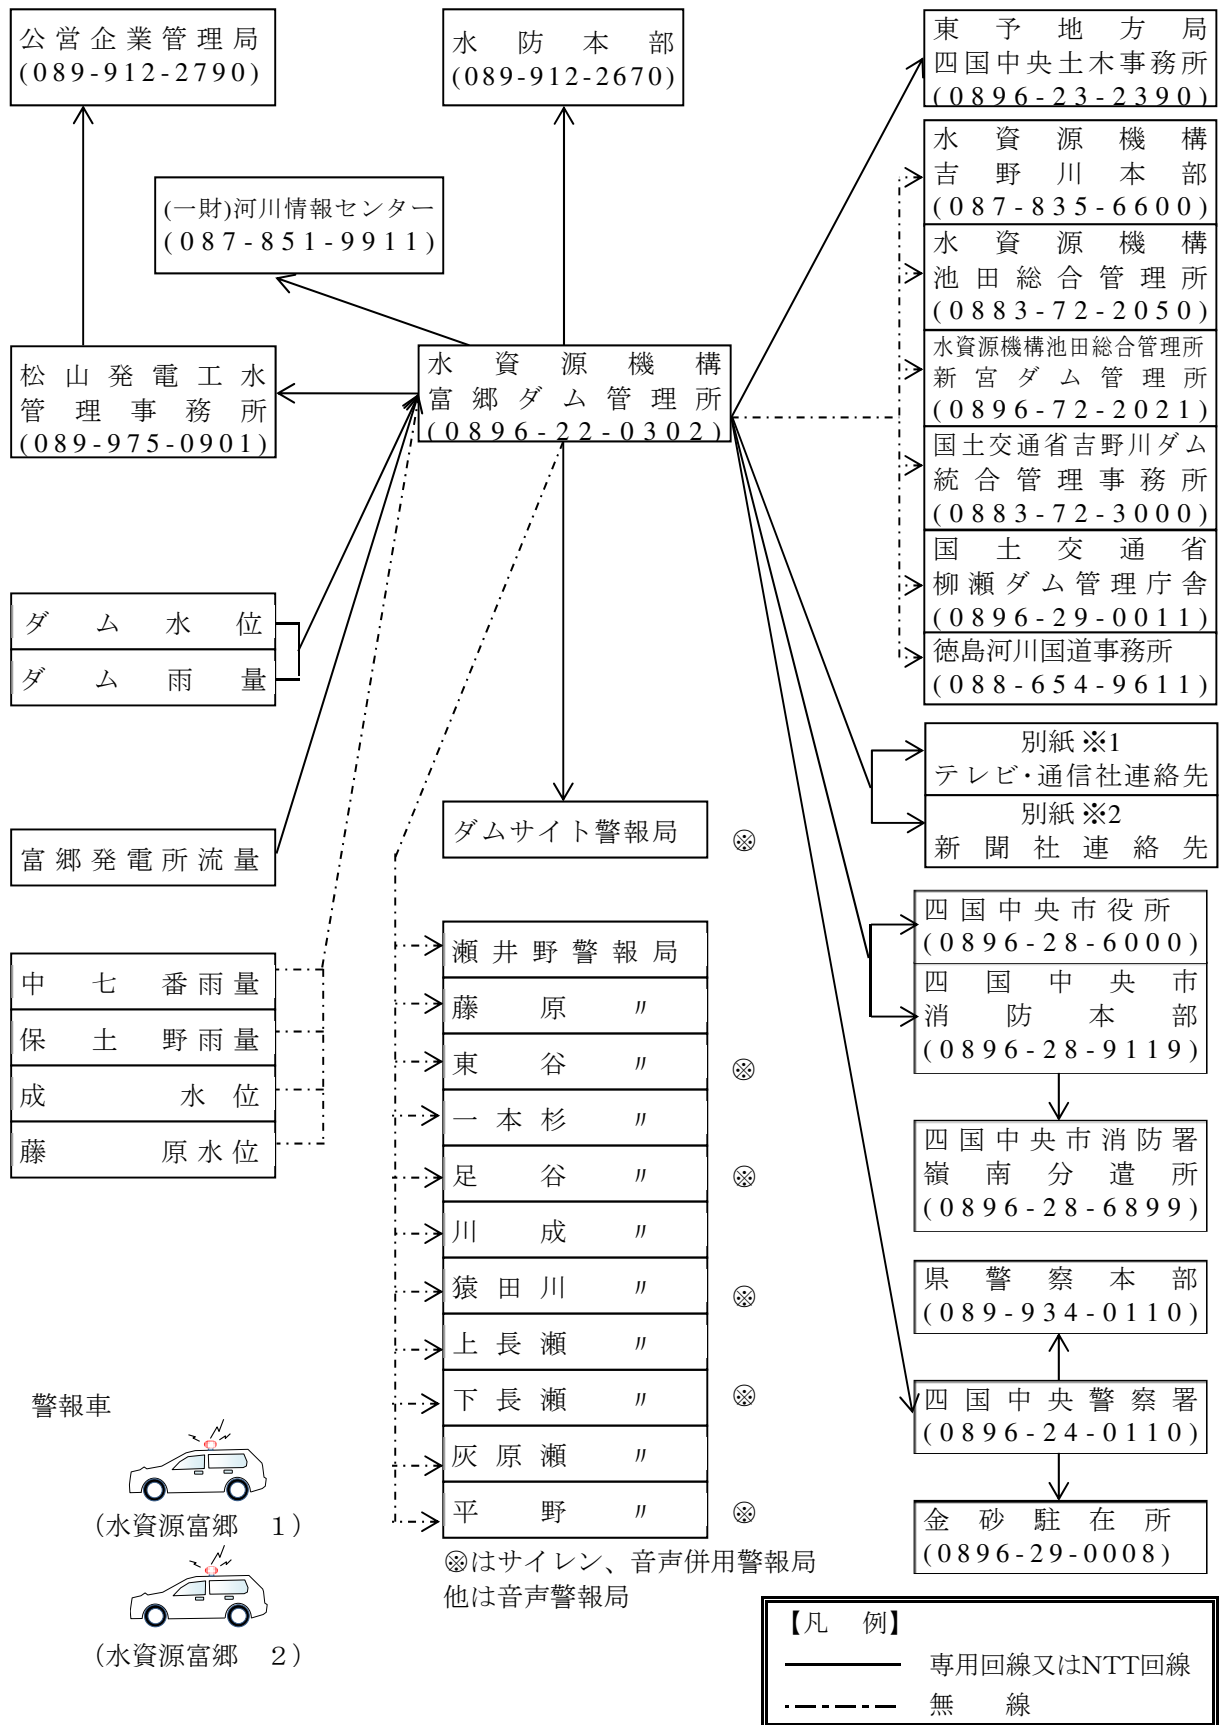 公営企業管理局
(089-912-2790)
水防本部
(089-912-2670)
(一財)河川情報センター
(087-851-9911)
松山発電工水
管理事務所
(089-975-0901)
水資源機構
富郷ダム管理所
(0896-22-0302)
東予地方局
四国中央土木事務所
(0896-23-2390)
水資源機構
吉野川本部
(087-835-6600)
水資源機構
池田総合管理所
(0883-72-2050)
水資源機構池田総合管理所
新宮ダム管理所
(0896-72-2021)
国土交通省吉野川ダム
統合管理事務所
(0883-72-3000)
国土交通省
柳瀬ダム管理庁舎
(0896-29-0011)
徳島河川国道事務所
(088-654-9611)
別紙※1
テレビ・通信社連絡先
別紙※2
新聞社連絡先
四国中央市役所
(0896-28-6000)
四国中央市
消防本部
(0896-28-9119)
四国中央市消防署
嶺南分遣所
(0896-28-6899)
県警察本部
(089-934-0110)
四国中央警察署
(0896-24-0110)
金砂駐在所
(0896-29-0008)
ダム水位
ダム雨量
富郷発電所流量
中七番雨量
保土野雨量
成水位
藤原水位
ダムサイト警報局 ※
瀬井野警報局
藤原 〃
東谷 〃 ※
一本杉 〃
足谷 〃 ※
川成 〃
猿田川 〃 ※
上長瀬 〃
下長瀬 〃 ※
灰原瀬 〃
平野 〃 ※
※はサイレン、音声併用警報局
他は音声警報局
警報車
(水資源富郷 1)
(水資源富郷 2)
【凡 例】
専用回線又はNTT回線
無 線